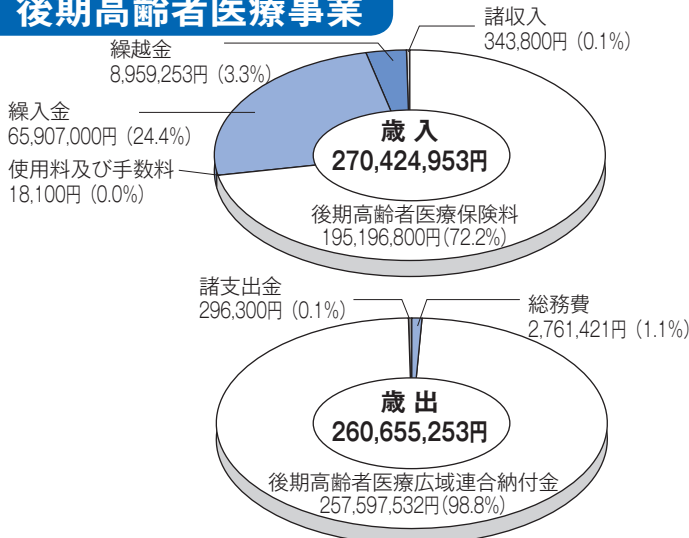 後期高齢者医療事業
諸収入
343,800円（0.1%）
繰越金
8,959,253円（3.3%）
繰入金
65,907,000円（24.4%）
使用料及び手数料
18,100円（0.0%）
歳 入
270,424,953円
後期高齢者医療保険料
195,196,800円(72.2%)
諸支出金
296,300円（0.1%）
総務費
2,761,421円（1.1%）
歳 出
260,655,253円
後期高齢者医療広域連合納付金
257,597,532円(98.8%)